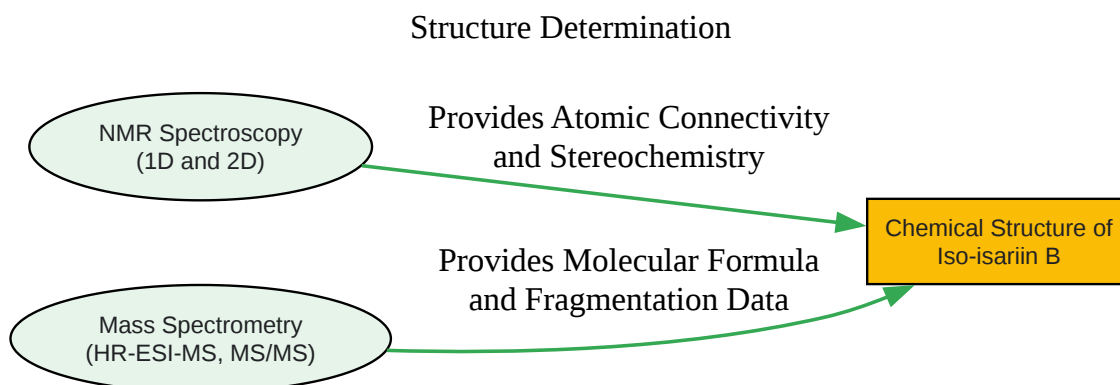 Structure Determination
NMR Spectroscopy
(1D and 2D)
Provides Atomic Connectivity
and Stereochemistry
Chemical Structure of
Iso-isariin B
Provides Molecular Formula
and Fragmentation Data
Mass Spectrometry
(HR-ESI-MS, MS/MS)